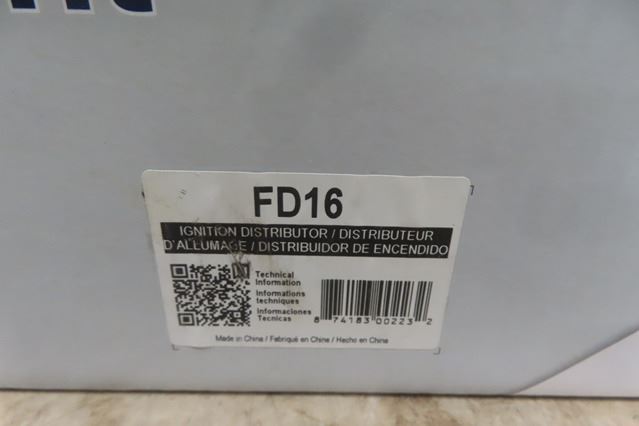 FD16
IGNITION DISTRIBUTOR / DISTRIBUTEUR
D'ALLUMAGE / DISTRIBUIDOR DE ENCENDIDO
Technical
Information
Informations
techniques
Informaciones
Tecnicas
8 74183 00223 2
Made in China / Fabriqué en Chine / Hecho en China